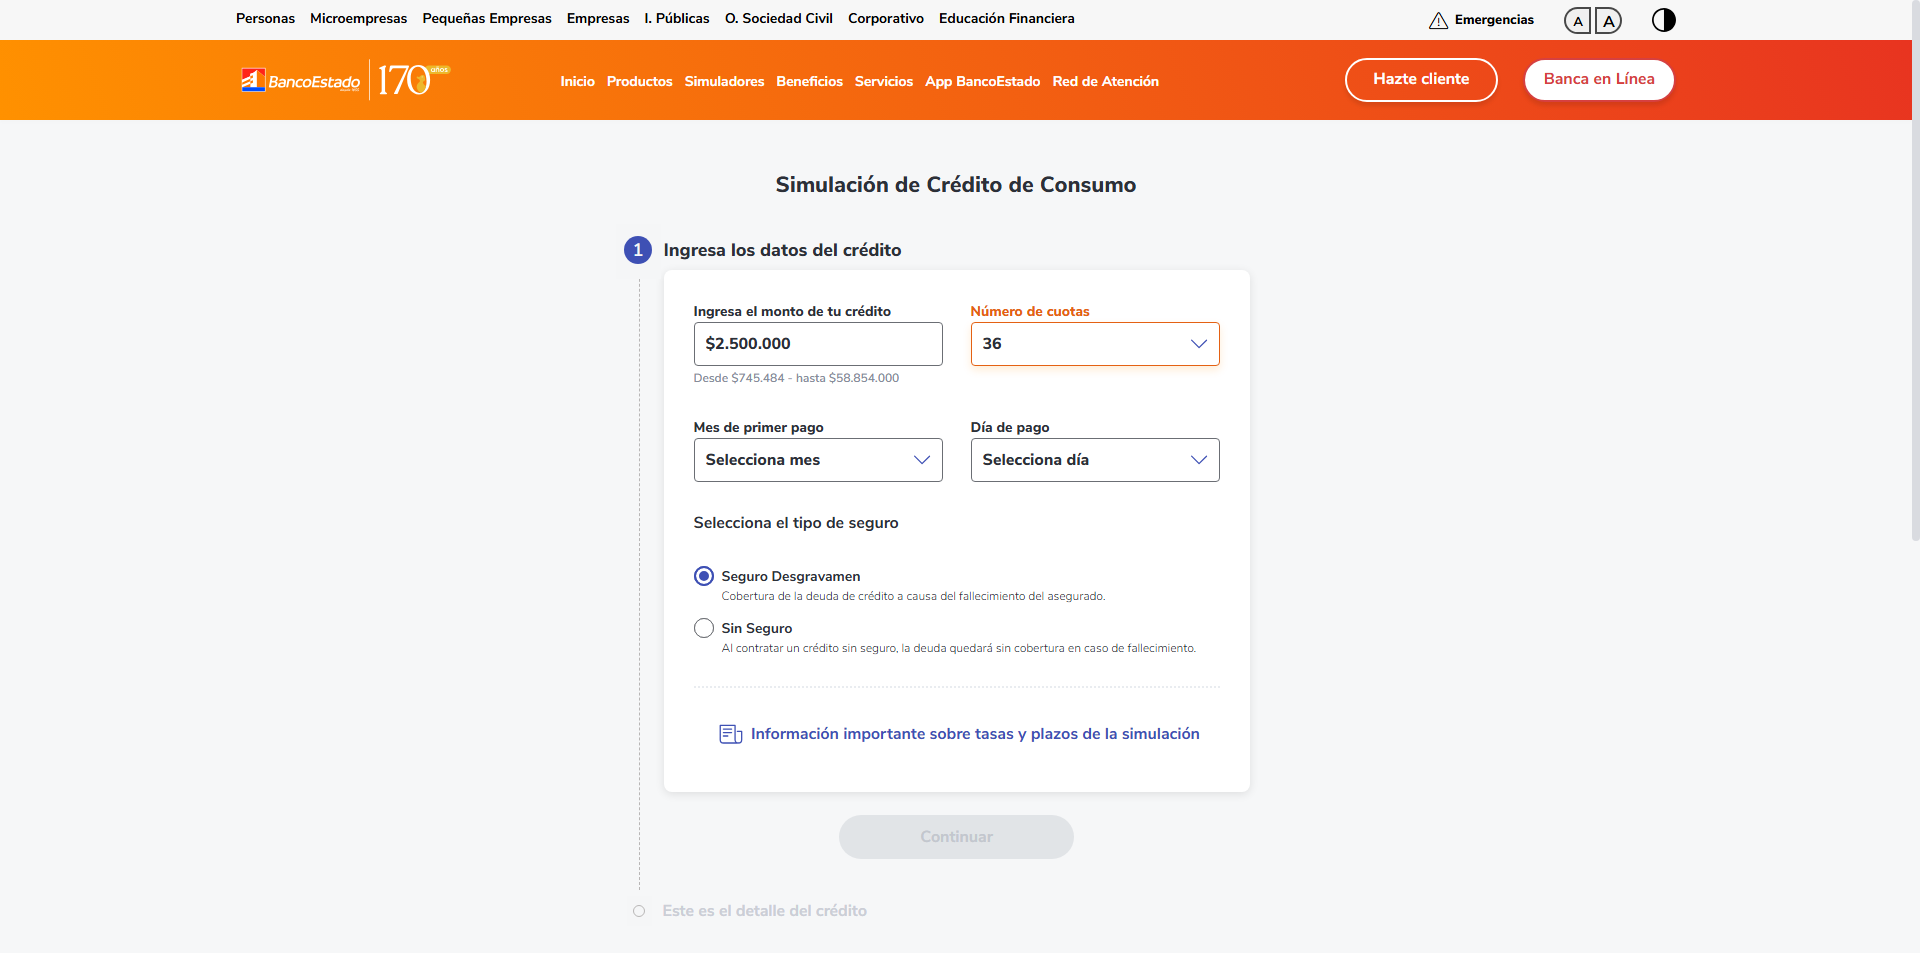 Personas Microempresas Pequeñas Empresas Empresas I. Públicas O. Sociedad Civil Corporativo Educación Financiera
Emergencias A A
BancoEstado 170 años
Inicio Productos Simuladores Beneficios Servicios App BancoEstado Red de Atención
Hazte cliente
Banca en Línea
Simulación de Crédito de Consumo
1 Ingresa los datos del crédito
Ingresa el monto de tu crédito
$2.500.000
Desde $745.484 - hasta $58.854.000
Número de cuotas
36
Mes de primer pago
Selecciona mes
Día de pago
Selecciona día
Selecciona el tipo de seguro
Seguro Desgravamen
Cobertura de la deuda de crédito a causa del fallecimiento del asegurado.
Sin Seguro
Al contratar un crédito sin seguro, la deuda quedará sin cobertura en caso de fallecimiento.
Información importante sobre tasas y plazos de la simulación
Continuar
Este es el detalle del crédito